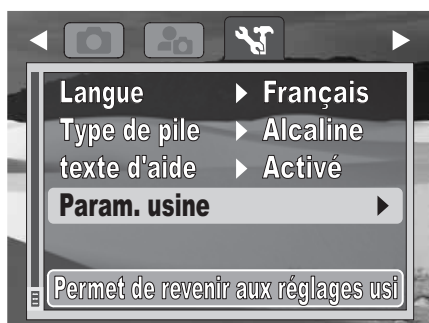 Langue Français
Type de pile Alcaline
texte d'aide Activé
Param. usine
Permet de revenir aux réglages usi